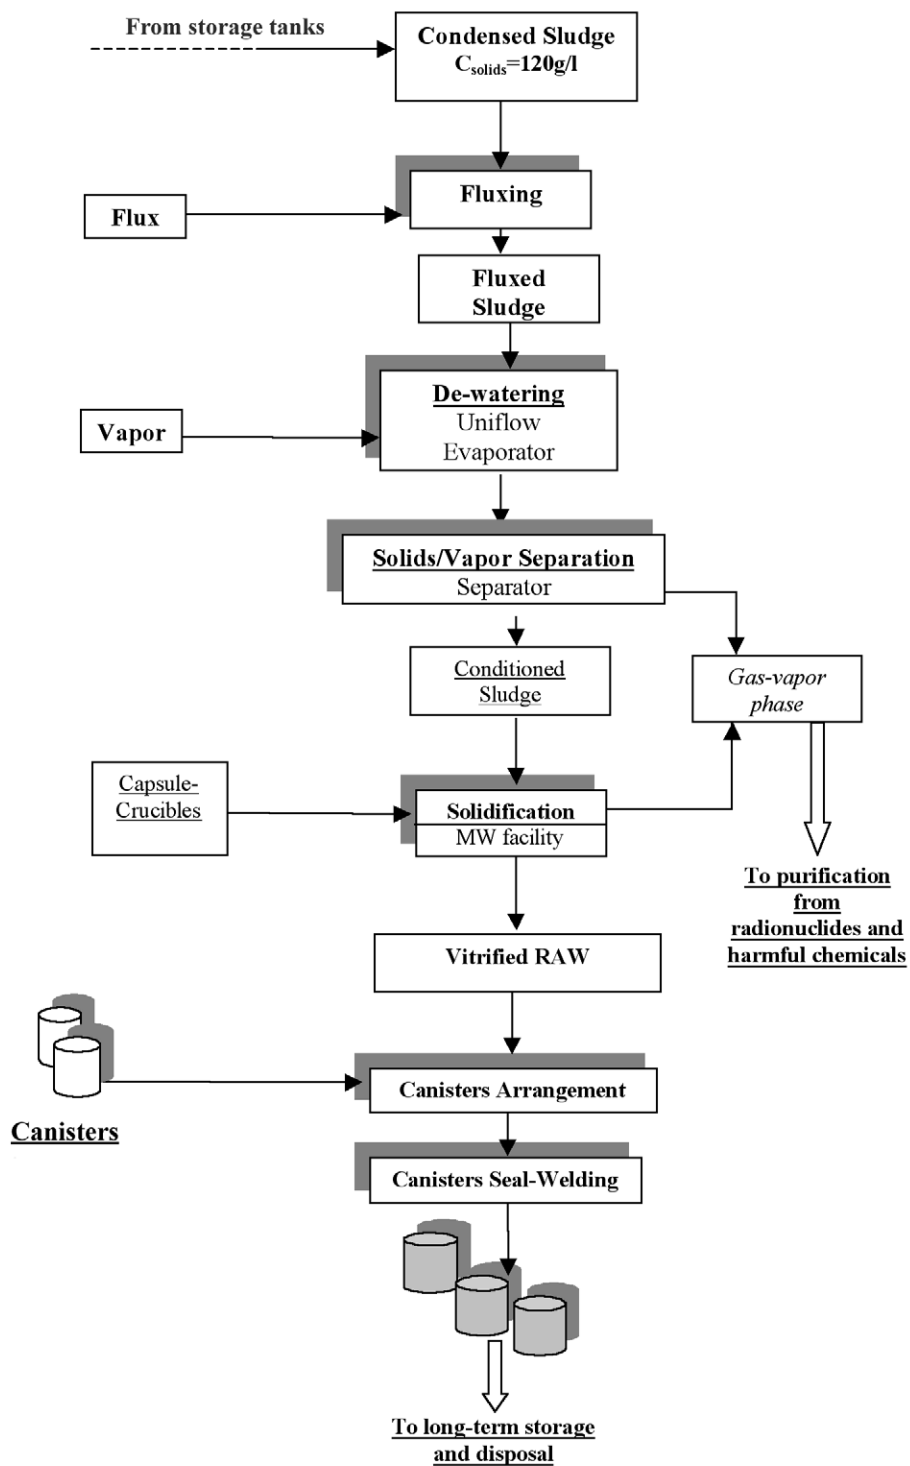 From storage tanks
Condensed Sludge
Csolids=120g/l
Fluxing
Flux
Fluxed
Sludge
De-watering
Uniflow
Evaporator
Vapor
Solids/Vapor Separation
Separator
Conditioned
Sludge
Gas-vapor
phase
Capsule-
Crucibles
Solidification
MW facility
To purification
from
radionuclides and
harmful chemicals
Vitrified RAW
Canisters Arrangement
Canisters
Canisters Seal-Welding
To long-term storage
and disposal